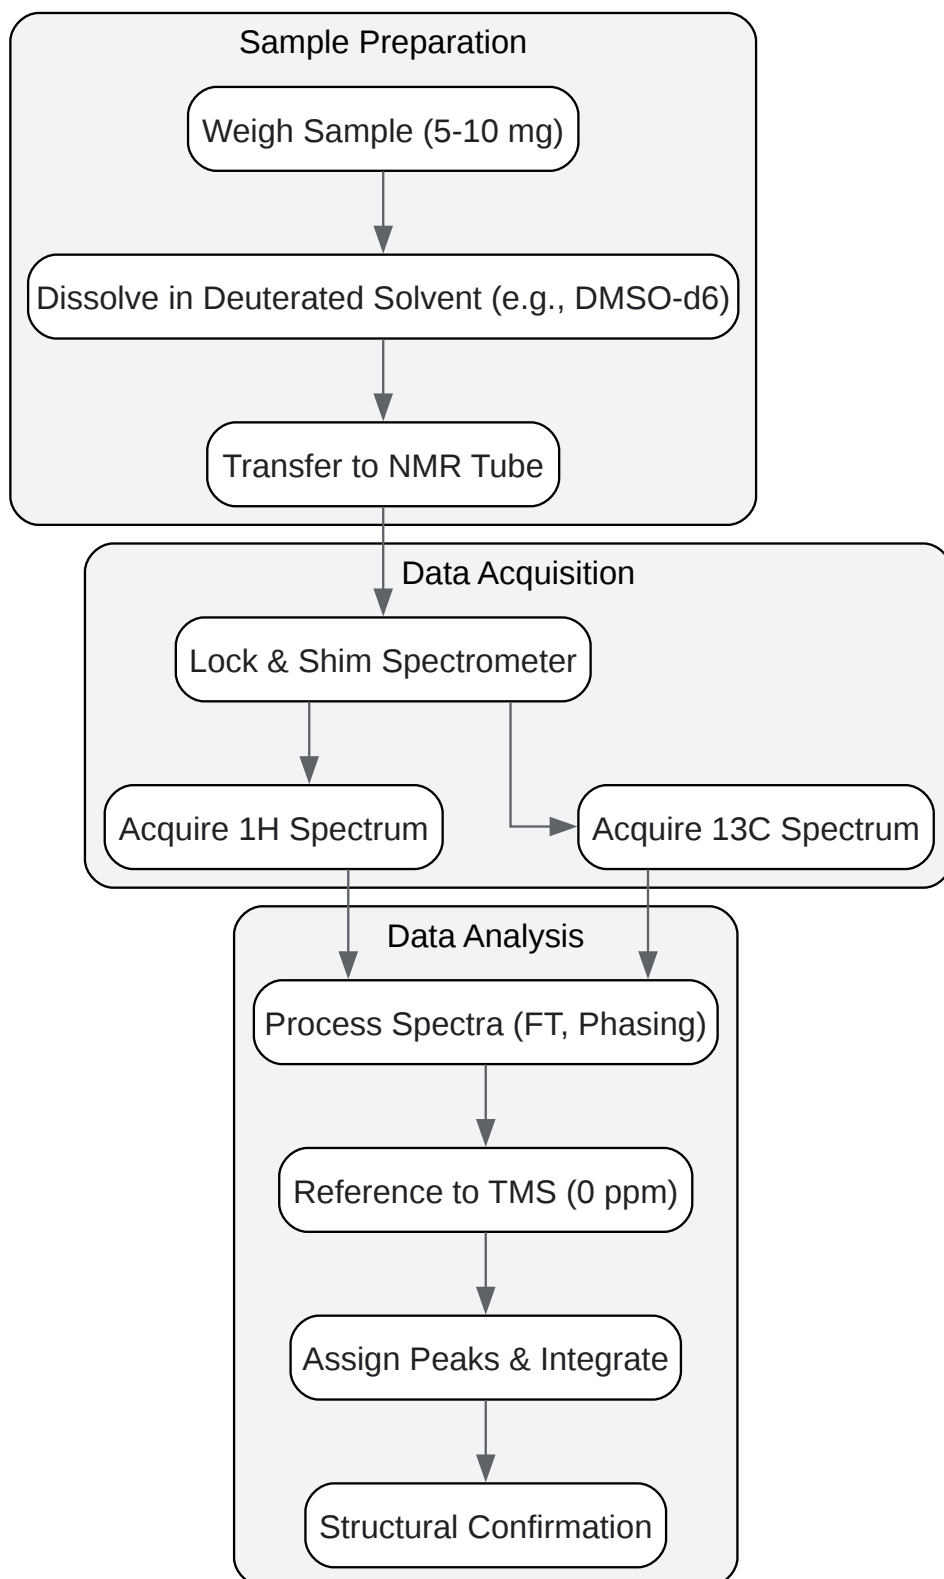 Sample Preparation
Weigh Sample (5-10 mg)
Dissolve in Deuterated Solvent (e.g., DMSO-d6)
Transfer to NMR Tube
Data Acquisition
Lock & Shim Spectrometer
Acquire 1H Spectrum
Acquire 13C Spectrum
Data Analysis
Process Spectra (FT, Phasing)
Reference to TMS (0 ppm)
Assign Peaks & Integrate
Structural Confirmation